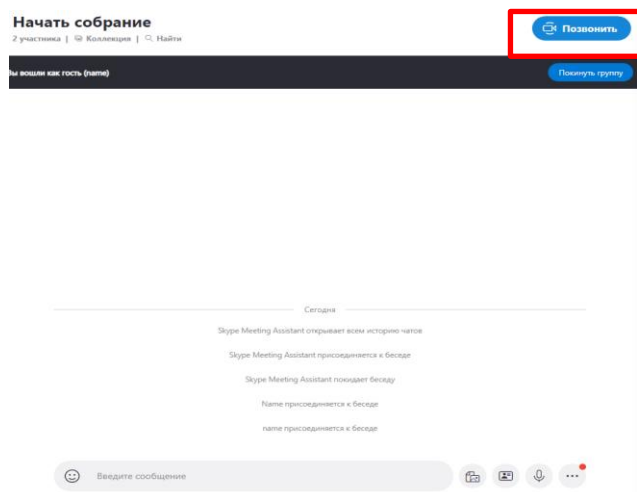 Начать собрание
Позвонить
2 участника | Коллекция | Найти
Вы вошли как гость (name)
Покинуть группу
Сегодня
Skype Meeting Assistant открывает всем историю чатов
Skype Meeting Assistant присоединяется к беседе
Skype Meeting Assistant покидает беседу
Name присоединяется к беседе
name присоединяется к беседе
Введите сообщение